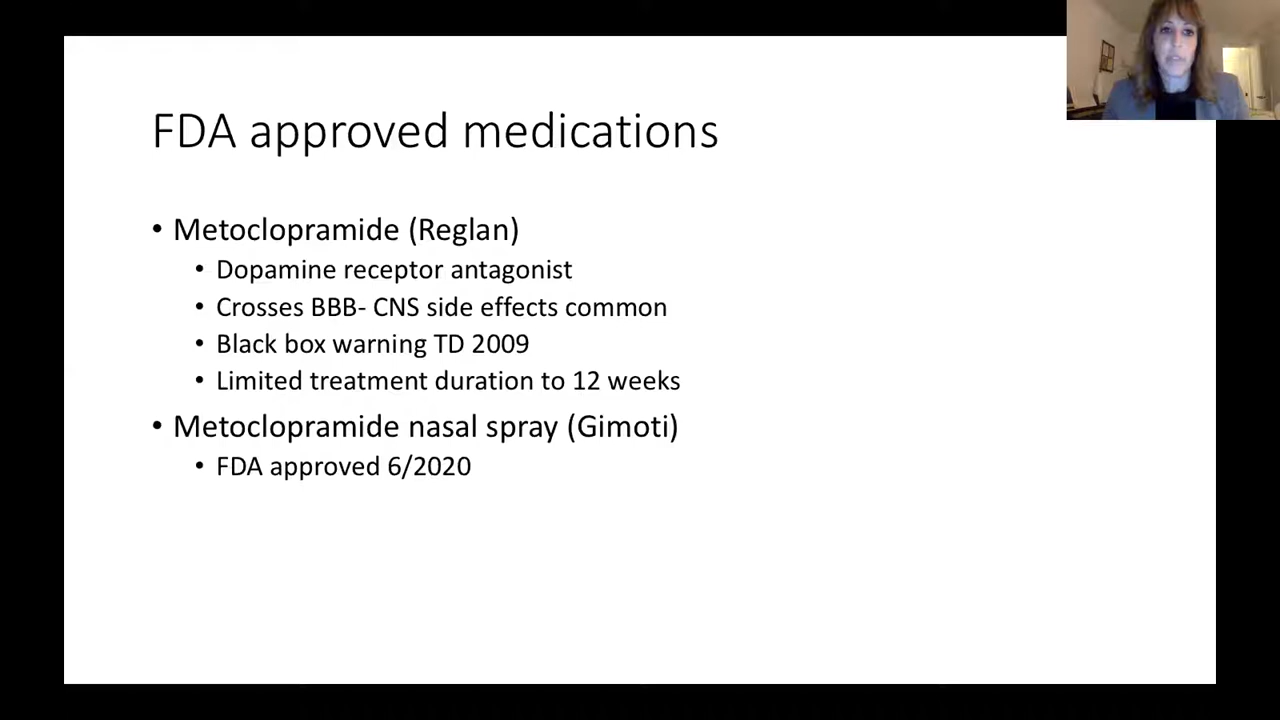 FDA approved medications
• Metoclopramide (Reglan)
• Dopamine receptor antagonist
• Crosses BBB- CNS side effects common
• Black box warning TD 2009
• Limited treatment duration to 12 weeks
• Metoclopramide nasal spray (Gimoti)
• FDA approved 6/2020